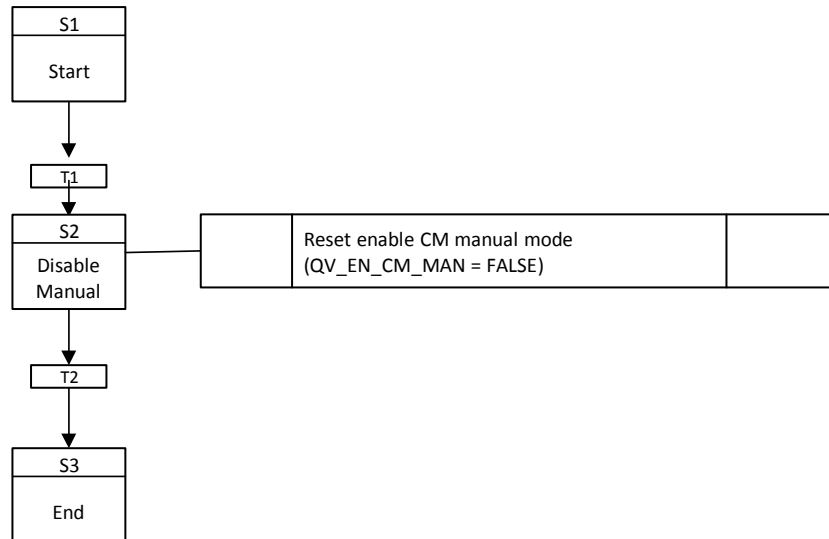 S1
Start
T1
S2
Disable
Manual
Reset enable CM manual mode
(QV_EN_CM_MAN = FALSE)
T2
S3
End